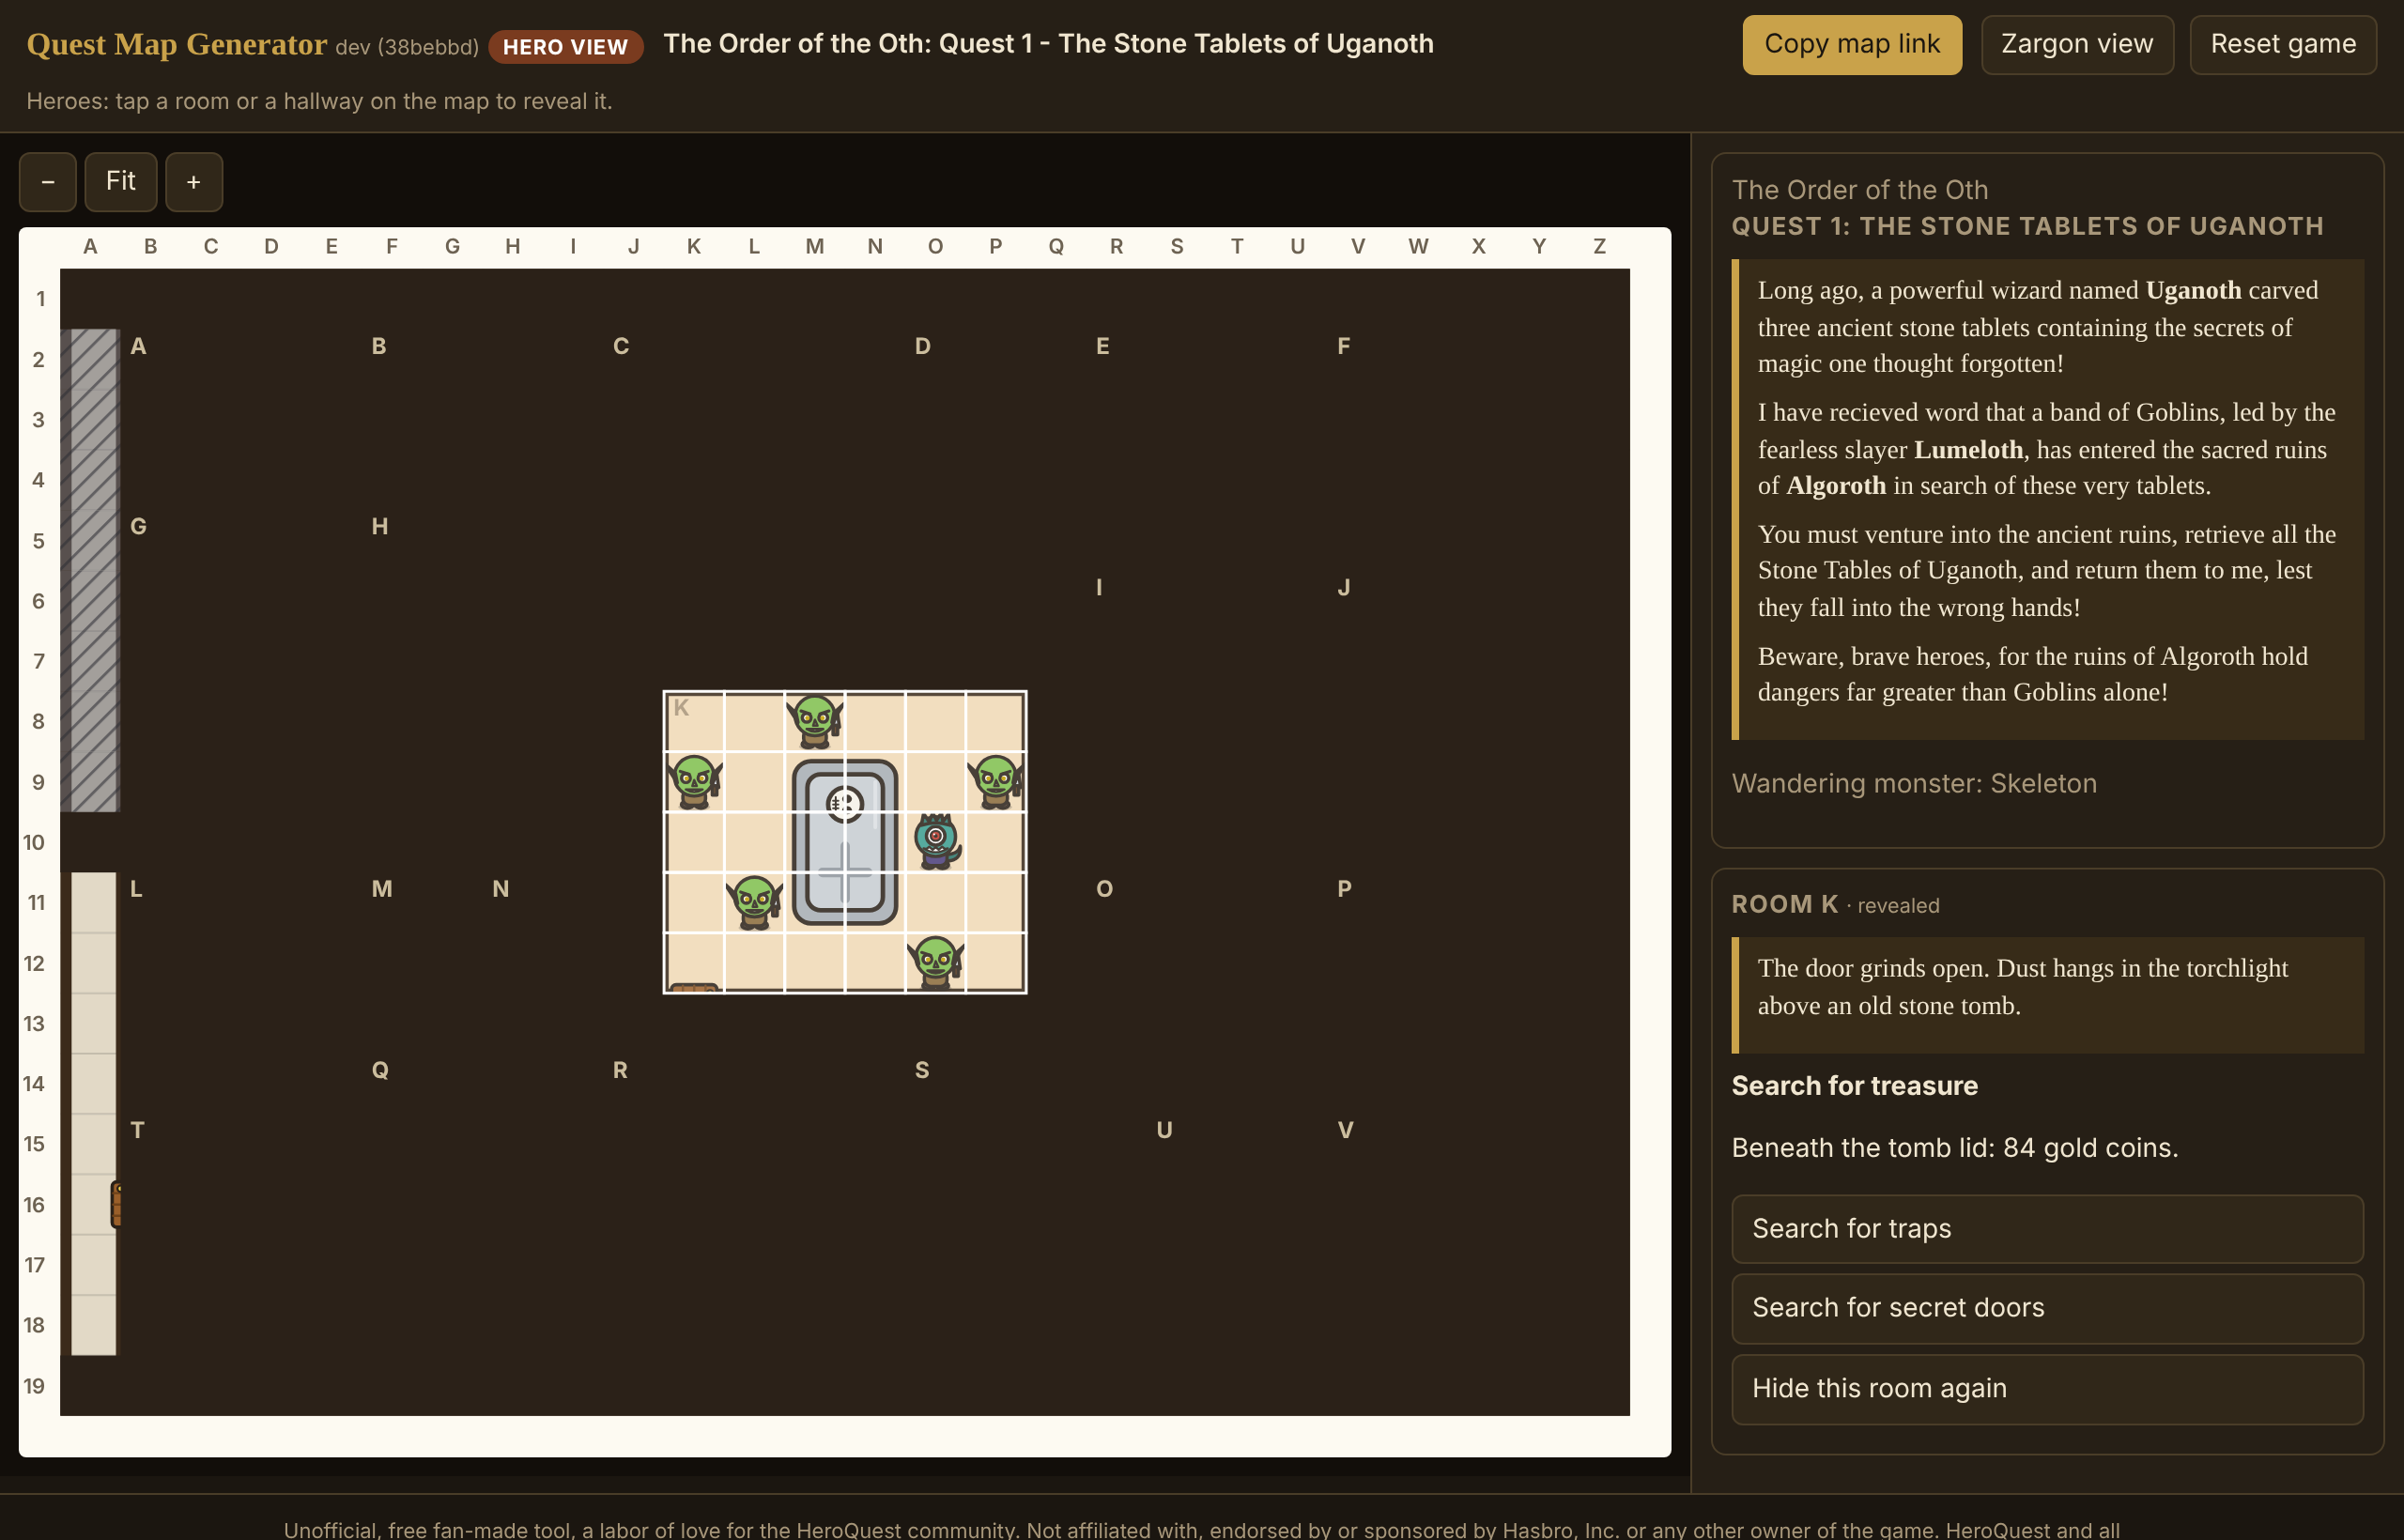 Quest Map Generator dev (38bebbd) HERO VIEW The Order of the Oth: Quest 1 - The Stone Tablets of Uganoth
Copy map link Zargon view Reset game
Heroes: tap a room or a hallway on the map to reveal it.
− Fit +
A B C D E F G H I J K L M N O P Q R S T U V W X Y Z
1
2 A B C D E F
3
4
5 G H
6 I J
7
8 K
9
10
11 L M N O P
12
13
14 Q R S
15 T U V
16
17
18
19
The Order of the Oth
QUEST 1: THE STONE TABLETS OF UGANOTH
Long ago, a powerful wizard named Uganoth carved
three ancient stone tablets containing the secrets of
magic one thought forgotten!
I have recieved word that a band of Goblins, led by the
fearless slayer Lumeloth, has entered the sacred ruins
of Algoroth in search of these very tablets.
You must venture into the ancient ruins, retrieve all the
Stone Tables of Uganoth, and return them to me, lest
they fall into the wrong hands!
Beware, brave heroes, for the ruins of Algoroth hold
dangers far greater than Goblins alone!
Wandering monster: Skeleton
ROOM K · revealed
The door grinds open. Dust hangs in the torchlight
above an old stone tomb.
Search for treasure
Beneath the tomb lid: 84 gold coins.
Search for traps
Search for secret doors
Hide this room again
Unofficial, free fan-made tool, a labor of love for the HeroQuest community. Not affiliated with, endorsed by or sponsored by Hasbro, Inc. or any other owner of the game. HeroQuest and all